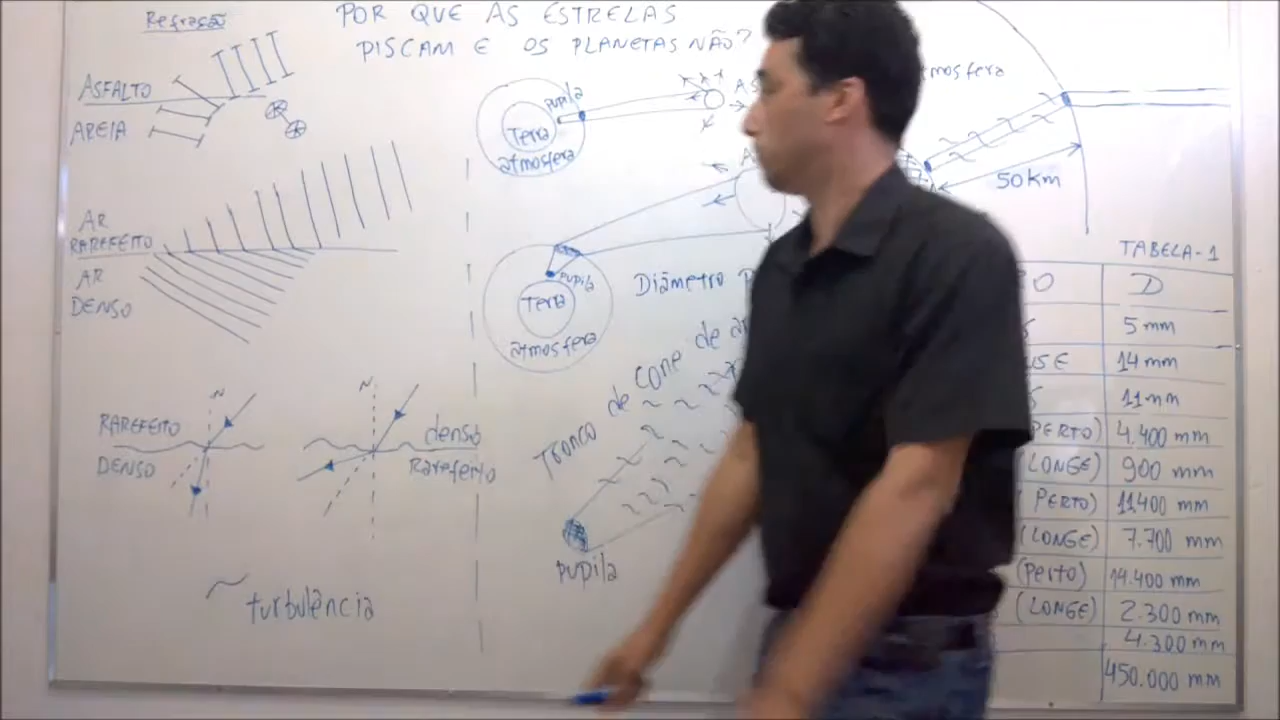 Refração
POR QUE AS ESTRELAS
PISCAM E OS PLANETAS NÃO?
ASFALTO
AREIA
AR
RAREFEITO
AR
DENSO
RAREFEITO
DENSO
N
N
denso
Rarefeito
turbulência
pupila
Terra
atmosfera
pupila
Terra
atmosfera
Diâmetro
Tronco de cone de
pupila
50 Km
TABELA-1
O D
5 mm
14 mm
11 mm
PERTO) 4.400 mm
(LONGE) 900 mm
(PERTO) 11.400 mm
(LONGE) 7.700 mm
(Perto) 14.400 mm
(LONGE) 2.300 mm
4.300 mm
450.000 mm